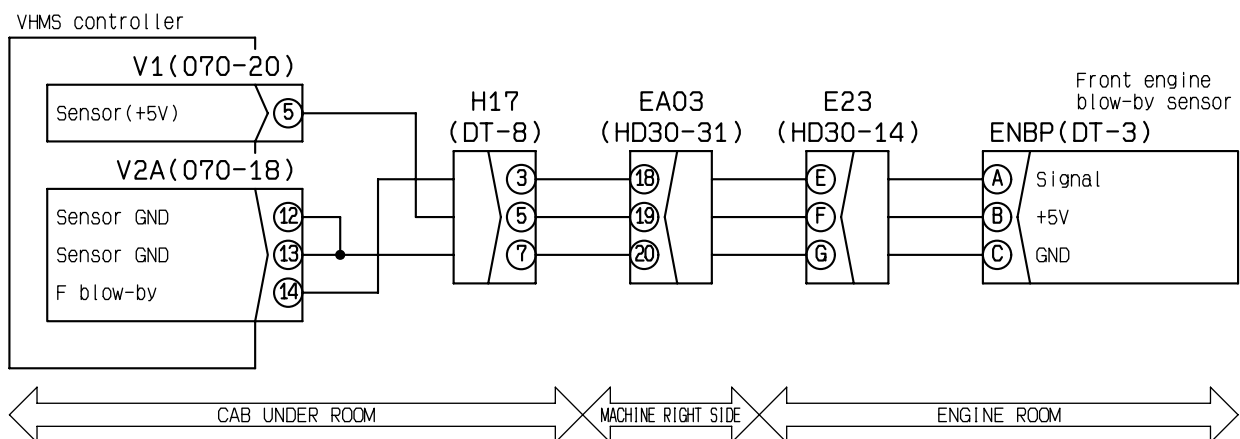 VHMS controller
V1(070-20)
Sensor(+5V)
5
V2A(070-18)
Sensor GND
12
Sensor GND
13
F blow-by
14
H17
(DT-8)
3
5
7
EA03
(HD30-31)
18
19
20
E23
(HD30-14)
E
F
G
Front engine
blow-by sensor
ENBP(DT-3)
A Signal
B +5V
C GND
CAB UNDER ROOM
MACHINE RIGHT SIDE
ENGINE ROOM